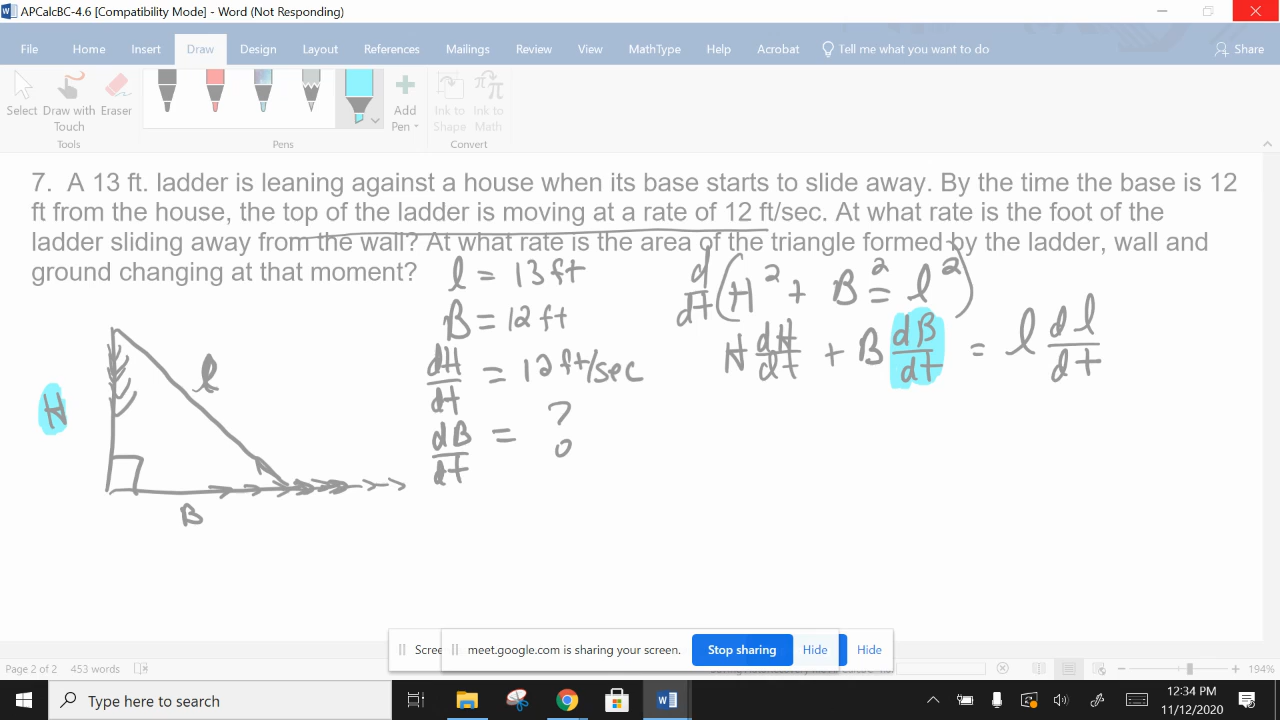 APCalcBC-4.6 [Compatibility Mode] - Word (Not Responding)
File Home Insert Draw Design Layout References Mailings Review View MathType Help Acrobat Tell me what you want to do Share
Select Draw with Touch Eraser Add Pen Ink to Shape Ink to Math
Tools Pens Convert
7. A 13 ft. ladder is leaning against a house when its base starts to slide away. By the time the base is 12
ft from the house, the top of the ladder is moving at a rate of 12 ft/sec. At what rate is the foot of the
ladder sliding away from the wall? At what rate is the area of the triangle formed by the ladder, wall and
ground changing at that moment?
l = 13 ft
B = 12 ft
dH/dt = 12 ft/sec
dB/dt = ?
d/dt (H² + B² = l²)
H dH/dt + B dB/dt = l dl/dt
H
l
B
Scree
meet.google.com is sharing your screen. Stop sharing Hide Hide
Page 2 of 2 453 words 194%
Type here to search
12:34 PM
11/12/2020